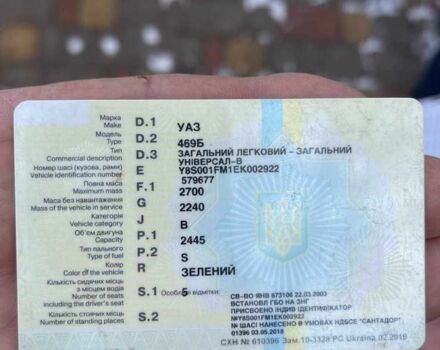 Марка
Make D.1 УАЗ
Модель
Type D.2 469Б
Тип
Commercial description D.3 ЗАГАЛЬНИЙ ЛЕГКОВИЙ - ЗАГАЛЬНИЙ
УНІВЕРСАЛ-В
Номер шасі (кузова, рами)
Vehicle identification number E Y8S001FM1EK002922
579677
Повна маса
Maximum mass F.1 2700
Маса без навантаження
Mass of the vehicle in service G 2240
Категорія
Vehicle category J B
Об'єм двигуна
Capacity P.1 2445
Тип пального
Type of fuel P.2 S
Колір
Color of the vehicle R ЗЕЛЕНИЙ
Кількість сидячих місць
з місцем водія
Number of seats
including the driver's seat S.1 5 Особливі відмітки:
Кількість стоячих місць
Number of standing places S.2
СВ-ВО ЯНВ 873106 22.03.2003
ВСТАНОВЛ ГБО НА ЗНГ
ПРИСВОЄНО ІНДИВ ІДЕНТИФІКАТОР
№Y8S001FM1EK002922
№ ШАСІ НАНЕСЕНО В УМОВАХ НДБСЕ "САНТАДОР"
01396 03.05.2018
СХН № 610396 Зам.10-3328 РС Ukraina 02.2019